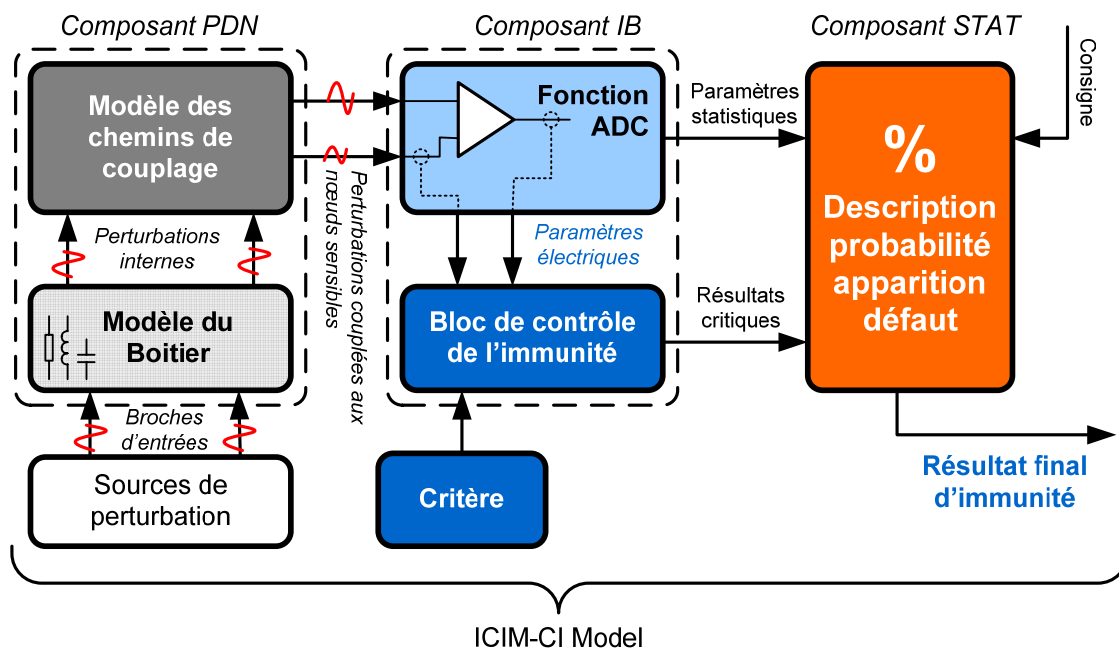 Composant PDN
Composant IB
Composant STAT
Modèle des
chemins de
couplage
Fonction
ADC
Paramètres
statistiques
Consigne
%
Description
probabilité
apparition
défaut
Perturbations
internes
Perturbations couplées aux
nœuds sensibles
Paramètres
électriques
Modèle du
Boitier
Bloc de contrôle
de l'immunité
Résultats
critiques
Broches
d'entrées
Sources de
perturbation
Critère
Résultat final
d'immunité
ICIM-CI Model